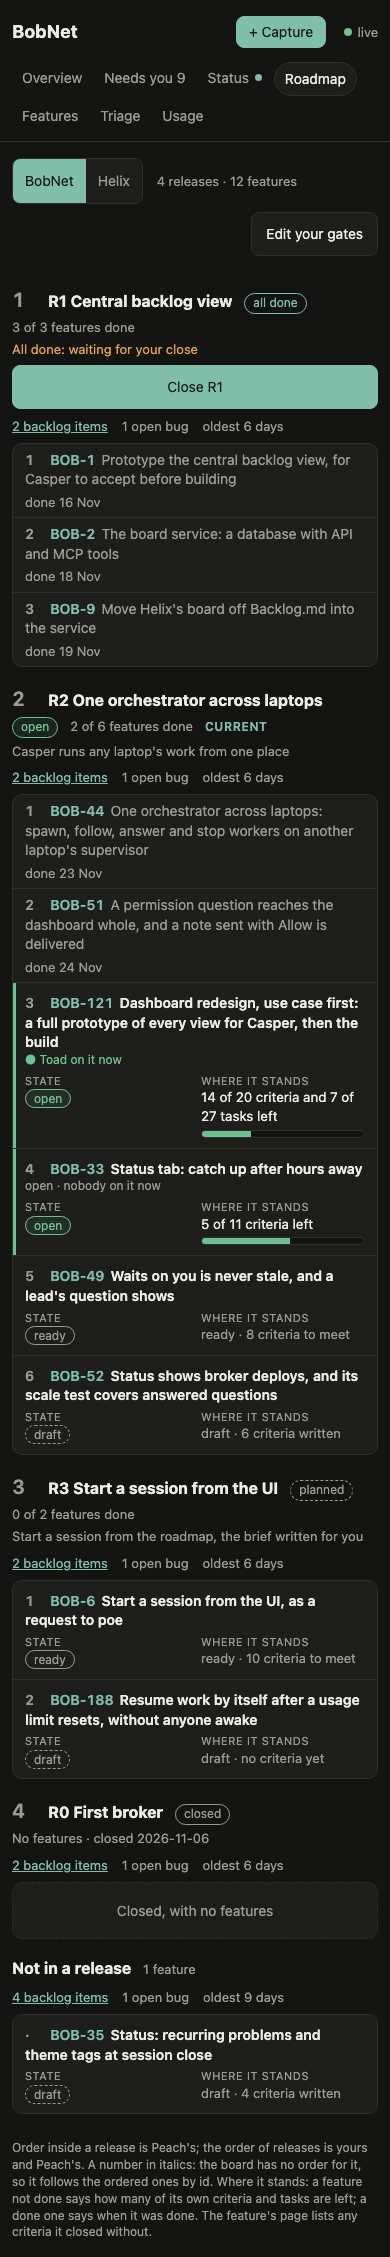 BobNet
+ Capture
live
Overview
Needs you 9
Status
Roadmap
Features
Triage
Usage
BobNet
Helix
4 releases · 12 features
Edit your gates
1 R1 Central backlog view all done
3 of 3 features done
All done: waiting for your close
Close R1
2 backlog items 1 open bug oldest 6 days
1 BOB-1 Prototype the central backlog view, for
Casper to accept before building
done 16 Nov
2 BOB-2 The board service: a database with API
and MCP tools
done 18 Nov
3 BOB-9 Move Helix's board off Backlog.md into
the service
done 19 Nov
2 R2 One orchestrator across laptops
open 2 of 6 features done CURRENT
Casper runs any laptop's work from one place
2 backlog items 1 open bug oldest 6 days
1 BOB-44 One orchestrator across laptops:
spawn, follow, answer and stop workers on another
laptop's supervisor
done 23 Nov
2 BOB-51 A permission question reaches the
dashboard whole, and a note sent with Allow is
delivered
done 24 Nov
3 BOB-121 Dashboard redesign, use case first:
a full prototype of every view for Casper, then the
build
Toad on it now
STATE WHERE IT STANDS
open 14 of 20 criteria and 7 of
27 tasks left
4 BOB-33 Status tab: catch up after hours away
open · nobody on it now
STATE WHERE IT STANDS
open 5 of 11 criteria left
5 BOB-49 Waits on you is never stale, and a
lead's question shows
STATE WHERE IT STANDS
ready ready · 8 criteria to meet
6 BOB-52 Status shows broker deploys, and its
scale test covers answered questions
STATE WHERE IT STANDS
draft draft · 6 criteria written
3 R3 Start a session from the UI planned
0 of 2 features done
Start a session from the roadmap, the brief written for you
2 backlog items 1 open bug oldest 6 days
1 BOB-6 Start a session from the UI, as a
request to poe
STATE WHERE IT STANDS
ready ready · 10 criteria to meet
2 BOB-188 Resume work by itself after a usage
limit resets, without anyone awake
STATE WHERE IT STANDS
draft draft · no criteria yet
4 R0 First broker closed
No features · closed 2026-11-06
2 backlog items 1 open bug oldest 6 days
Closed, with no features
Not in a release 1 feature
4 backlog items 1 open bug oldest 9 days
· BOB-35 Status: recurring problems and
theme tags at session close
STATE WHERE IT STANDS
draft draft · 4 criteria written
Order inside a release is Peach's; the order of releases is yours
and Peach's. A number in italics: the board has no order for it,
so it follows the ordered ones by id. Where it stands: a feature
not done says how many of its own criteria and tasks are left; a
done one says when it was done. The feature's page lists any
criteria it closed without.